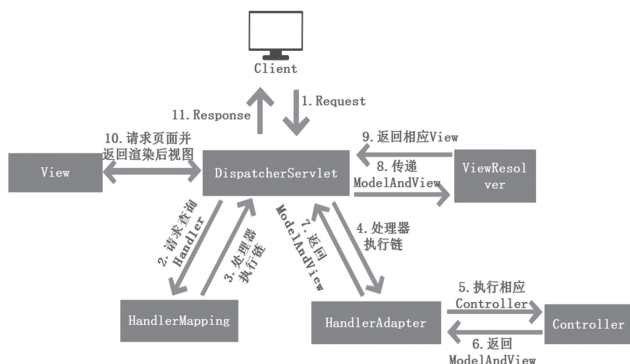 Client
11.Response
1.Request
10.请求页面并
返回渲染后视图
9.返回相应View
8.传递
ModelAndView
View
DispatcherServlet
ViewResol
ver
2.请求查询
Handler
3.处理器
执行链
7.返回
ModelAndView
4.处理器
执行链
5.执行相应
Controller
HandlerMapping
HandlerAdapter
Controller
6.返回
ModelAndView